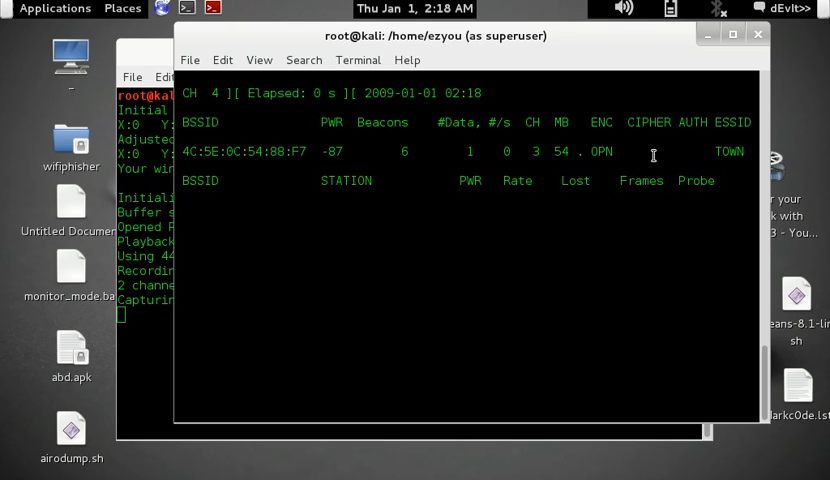 Applications Places Thu Jan 1, 2:18 AM dEvIt>>
root@kali: /home/ezyou (as superuser)
File Edit View Search Terminal Help
CH 4 ][ Elapsed: 0 s ][ 2009-01-01 02:18
BSSID PWR Beacons #Data, #/s CH MB ENC CIPHER AUTH ESSID
4C:5E:0C:54:88:F7 -87 6 1 0 3 54 . OPN TOWN
BSSID STATION PWR Rate Lost Frames Probe
File Edi
root@ka
Initial
X:0 Y:
Adjusted
X:0 Y:
Your win
Initiali
Buffer s
Opened P
Playback
Using 44
Recordin
2 channe
Capturin
wifiphisher
Untitled Documen
monitor_mode.ba
abd.apk
airodump.sh
r your
k with
3 - You...
eans-8.1-lin
sh
darkc0de.lst